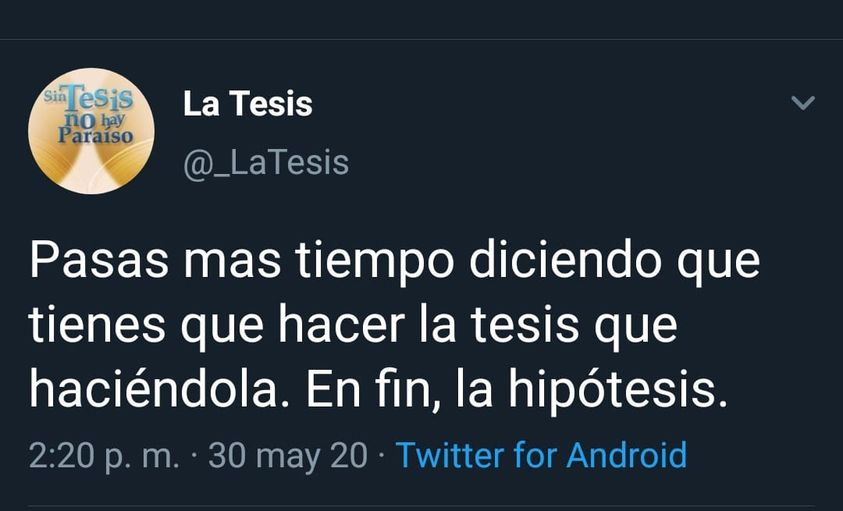 Sin Tesis
no hay
Paraíso
La Tesis
@_LaTesis
Pasas mas tiempo diciendo que
tienes que hacer la tesis que
haciéndola. En fin, la hipótesis.
2:20 p. m. · 30 may 20 · Twitter for Android